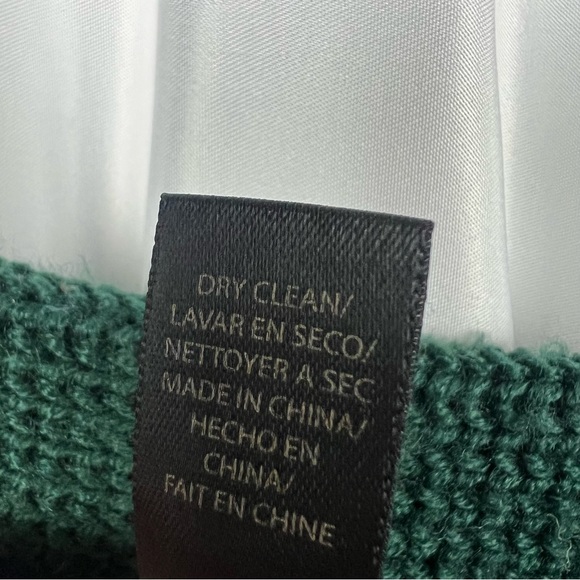 DRY CLEAN/
LAVAR EN SECO/
NETTOYER A SEC
MADE IN CHINA/
HECHO EN
CHINA/
FAIT EN CHINE